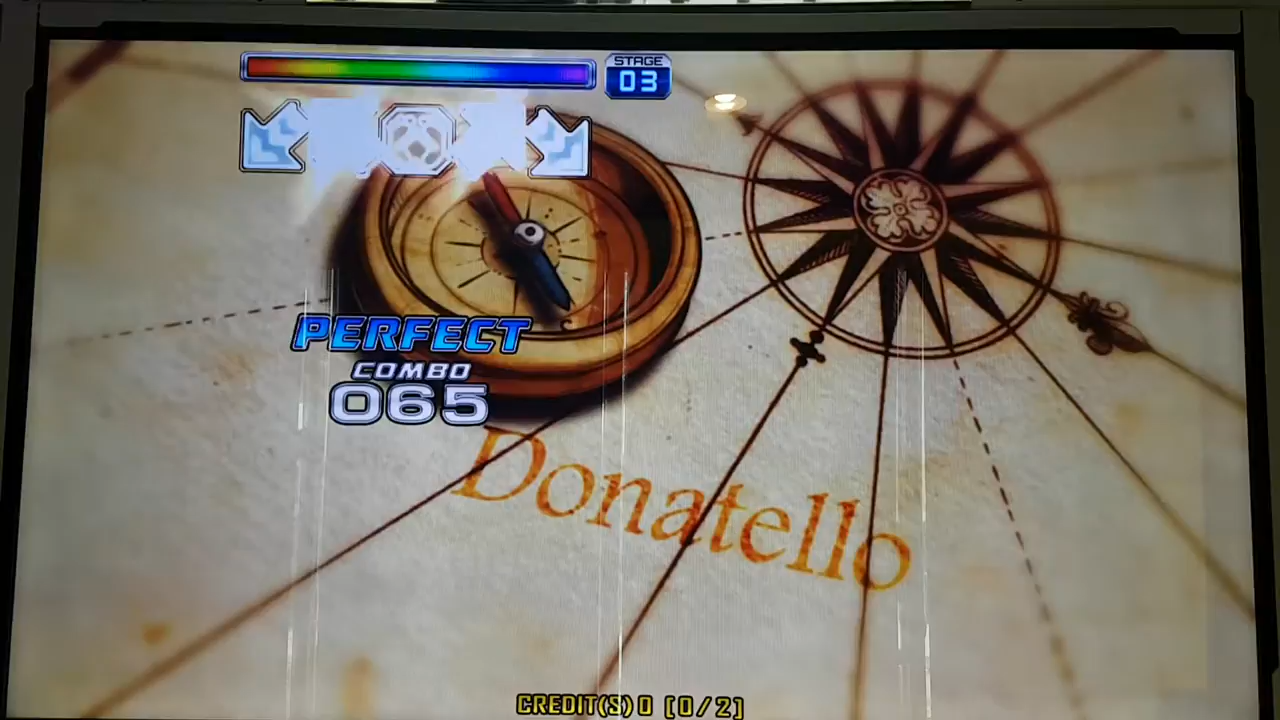 STAGE
03
PERFECT
COMBO
065
Donatello
CREDIT(S) 0 [0/2]